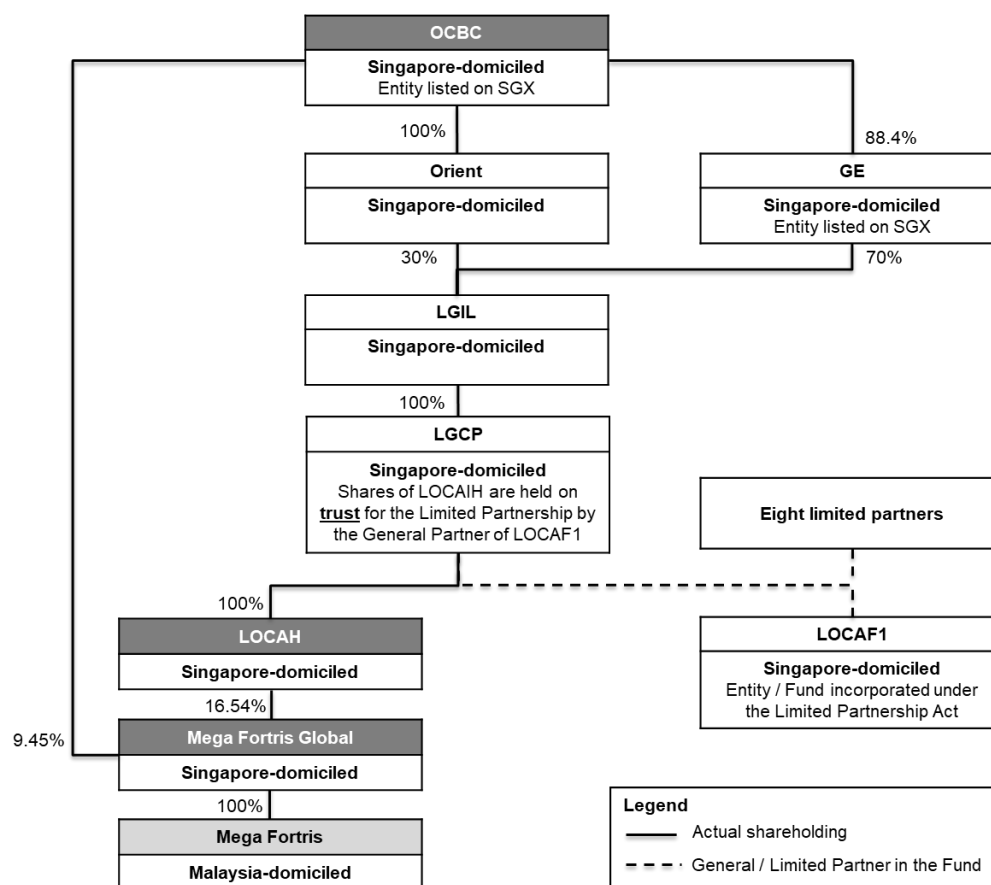 OCBC
Singapore-domiciled
Entity listed on SGX
100%
88.4%
Orient
Singapore-domiciled
GE
Singapore-domiciled
Entity listed on SGX
30%
70%
LGIL
Singapore-domiciled
100%
LGCP
Singapore-domiciled
Shares of LOCAIH are held on
trust for the Limited Partnership by
the General Partner of LOCAF1
Eight limited partners
100%
LOCAH
Singapore-domiciled
LOCAF1
Singapore-domiciled
Entity / Fund incorporated under
the Limited Partnership Act
16.54%
9.45%
Mega Fortris Global
Singapore-domiciled
100%
Mega Fortris
Malaysia-domiciled
Legend
Actual shareholding
General / Limited Partner in the Fund